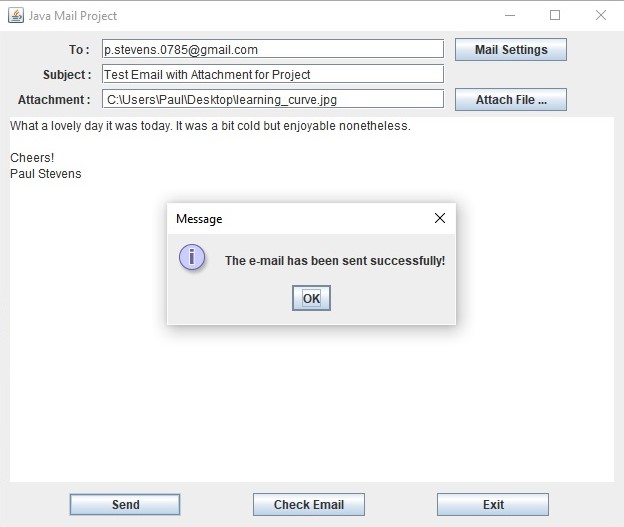 Java Mail Project
To : p.stevens.0785@gmail.com Mail Settings
Subject : Test Email with Attachment for Project
Attachment : C:\Users\Paul\Desktop\learning_curve.jpg Attach File ...
What a lovely day it was today. It was a bit cold but enjoyable nonetheless.
Cheers!
Paul Stevens
Message
i
The e-mail has been sent successfully!
OK
Send Check Email Exit